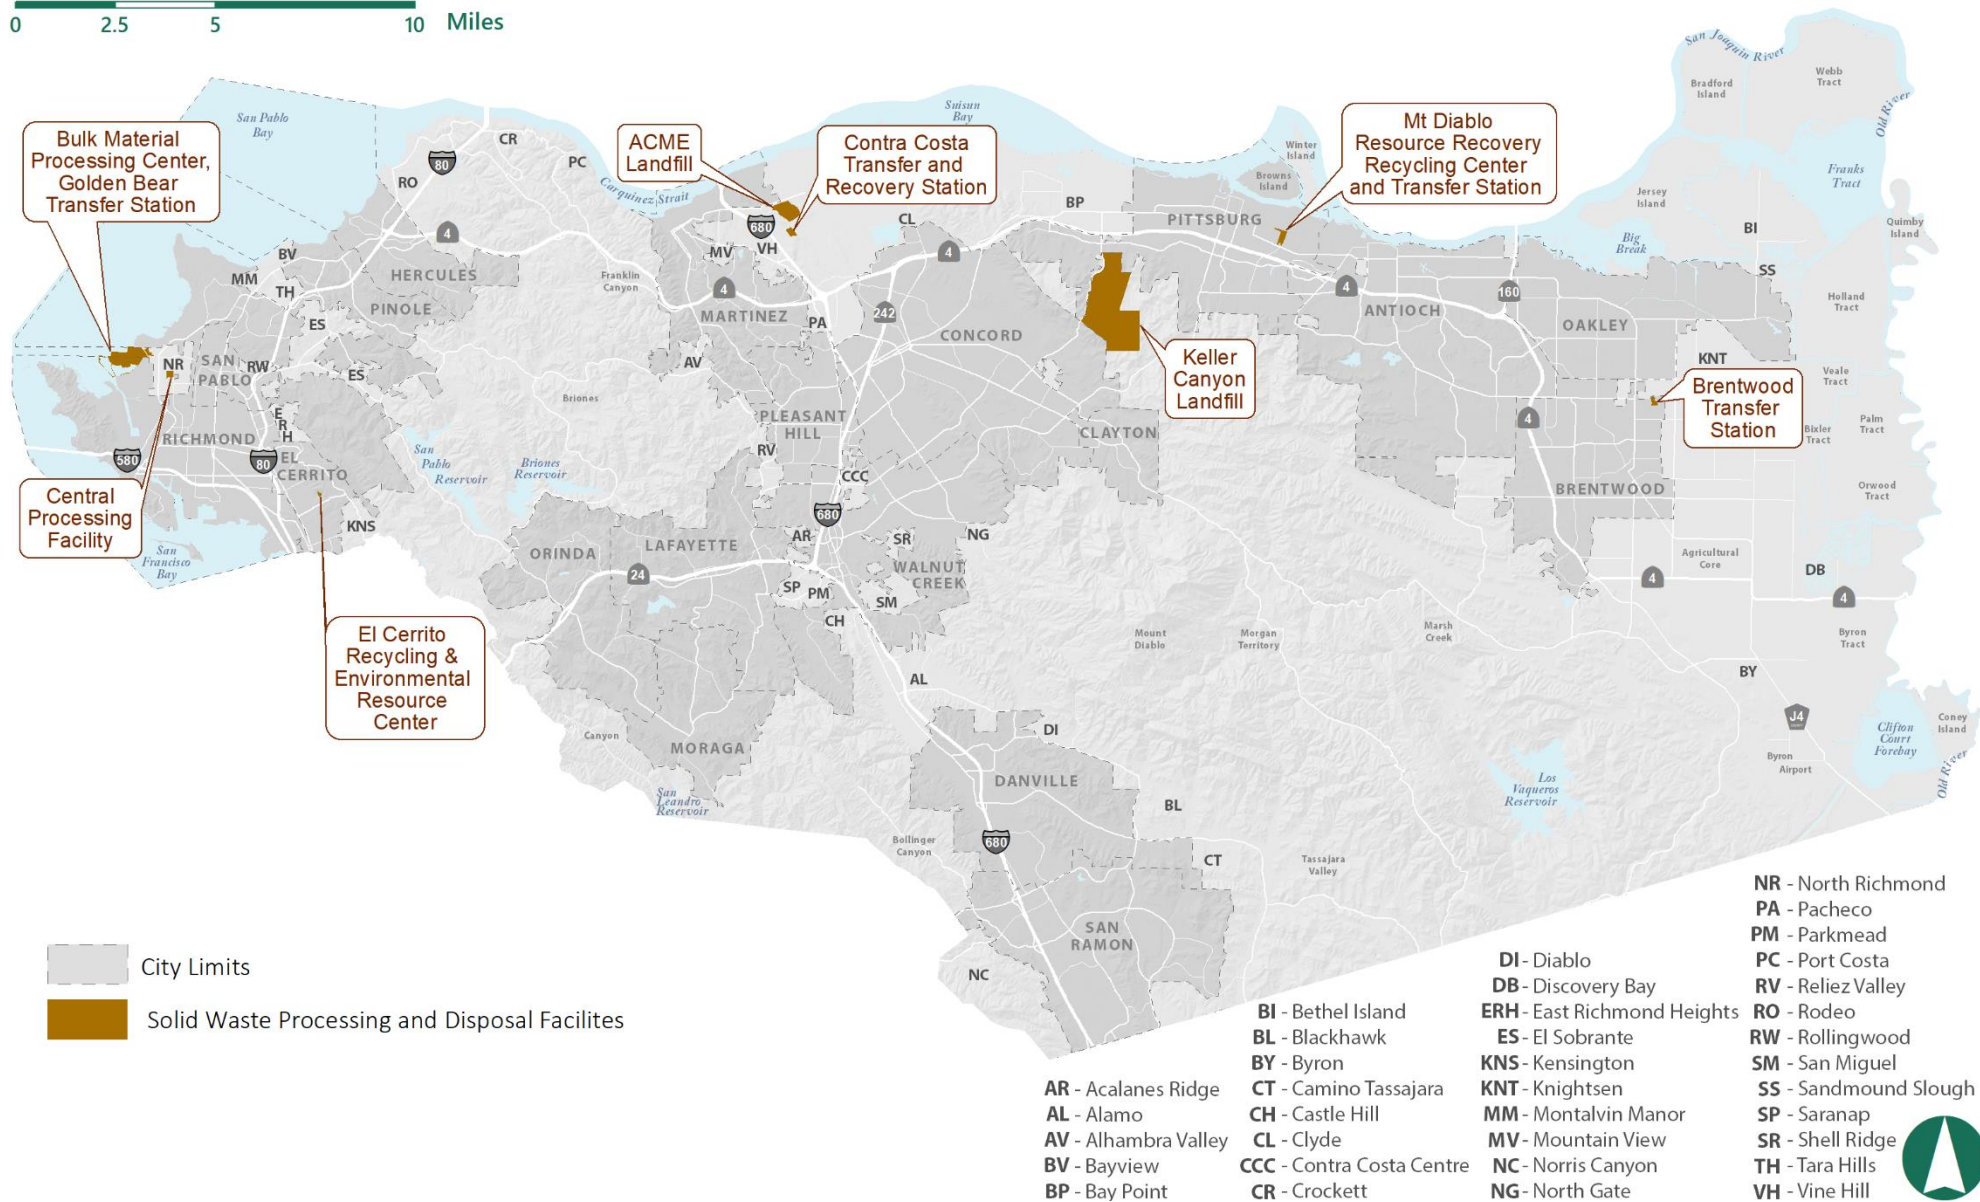 0 2.5 5 10 Miles
San Pablo
Bay
Suisun
Bay
San Joaquin River
Webb
Tract
Bradford
Island
Old River
Bulk Material
Processing Center,
Golden Bear
Transfer Station
80
CR
PC
RO
ACME
Landfill
Contra Costa
Transfer and
Recovery Station
Mt Diablo
Resource Recovery
Recycling Center
and Transfer Station
Winter
Island
Browns
Island
Franks
Tract
Jersey
Island
Quimby
Island
Carquinez Strait
4
BV
MM
TH
HERCULES
PINOLE
ES
Franklin
Canyon
680
VH
MV
4
MARTINEZ
PA
CL
4
242
CONCORD
BP
PITTSBURG
4
ANTIOCH
160
OAKLEY
Big
Break
BI
SS
Holland
Tract
NR
SAN
PABLO
RW
ES
AV
Briones
Keller
Canyon
Landfill
KNT
Veale
Tract
Brentwood
Transfer
Station
Bixler
Tract
Palm
Tract
E
R
H
RICHMOND
580
80
EL
CERRITO
San
Pablo
Reservoir
Briones
Reservoir
PLEASANT
HILL
RV
CCC
CLAYTON
4
BRENTWOOD
Orwood
Tract
Central
Processing
Facility
San
Francisco
Bay
KNS
ORINDA
LAFAYETTE
24
680
AR
SR
NG
WALNUT
CREEK
SP
PM
SM
CH
Agricultural
Core
4
DB
4
El Cerrito
Recycling &
Environmental
Resource
Center
Mount
Diablo
Morgan
Territory
Marsh
Creek
Byron
Tract
AL
BY
Canyon
MORAGA
DI
DANVILLE
J4
Clifton
Court
Forebay
Coney
Island
Old River
Byron
Airport
San
Leandro
Reservoir
Los
Vaqueros
Reservoir
BL
Bollinger
Canyon
680
CT
Tassajara
Valley
SAN
RAMON
NC
City Limits
Solid Waste Processing and Disposal Facilites
AR - Acalanes Ridge
AL - Alamo
AV - Alhambra Valley
BV - Bayview
BP - Bay Point
BI - Bethel Island
BL - Blackhawk
BY - Byron
CT - Camino Tassajara
CH - Castle Hill
CL - Clyde
CCC - Contra Costa Centre
CR - Crockett
DI - Diablo
DB - Discovery Bay
ERH - East Richmond Heights
ES - El Sobrante
KNS - Kensington
KNT - Knightsen
MM - Montalvin Manor
MV - Mountain View
NC - Norris Canyon
NG - North Gate
NR - North Richmond
PA - Pacheco
PM - Parkmead
PC - Port Costa
RV - Reliez Valley
RO - Rodeo
RW - Rollingwood
SM - San Miguel
SS - Sandmound Slough
SP - Saranap
SR - Shell Ridge
TH - Tara Hills
VH - Vine Hill